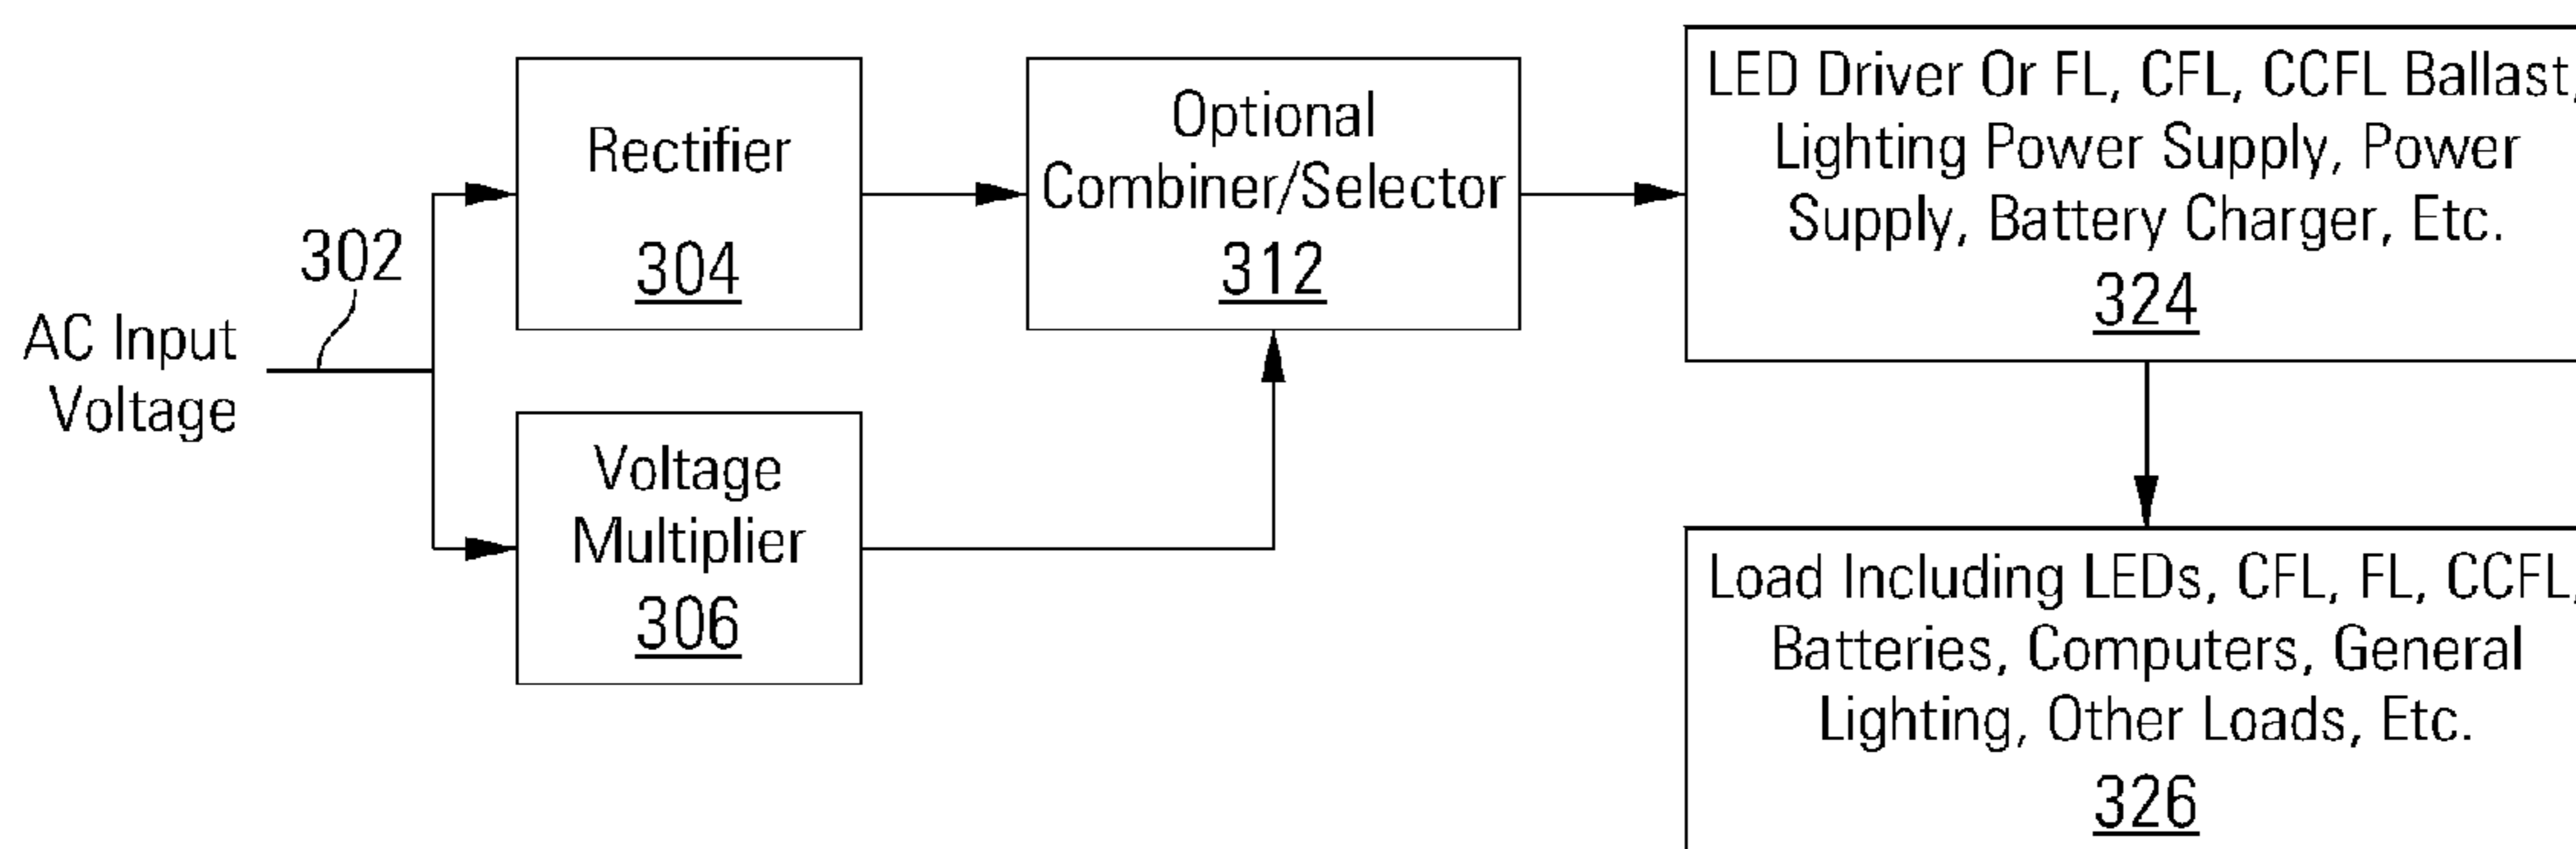 AC Input
Voltage
302
Rectifier
304
Voltage
Multiplier
306
Optional
Combiner/Selector
312
LED Driver Or FL, CFL, CCFL Ballast,
Lighting Power Supply, Power
Supply, Battery Charger, Etc.
324
Load Including LEDs, CFL, FL, CCFL,
Batteries, Computers, General
Lighting, Other Loads, Etc.
326